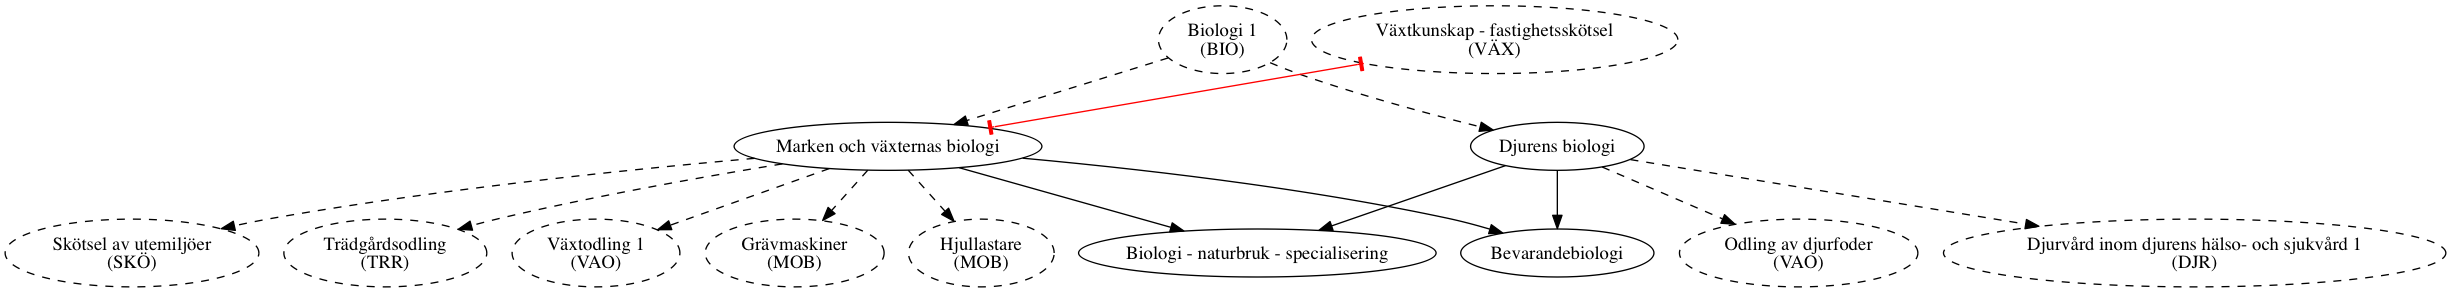 Biologi 1
(BIO)
Växtkunskap - fastighetsskötsel
(VÄX)
Marken och växternas biologi
Djurens biologi
Skötsel av utemiljöer
(SKÖ)
Trädgårdsodling
(TRR)
Växtodling 1
(VAO)
Grävmaskiner
(MOB)
Hjullastare
(MOB)
Biologi - naturbruk - specialisering
Bevarandebiologi
Odling av djurfoder
(VAO)
Djurvård inom djurens hälso- och sjukvård 1
(DJR)